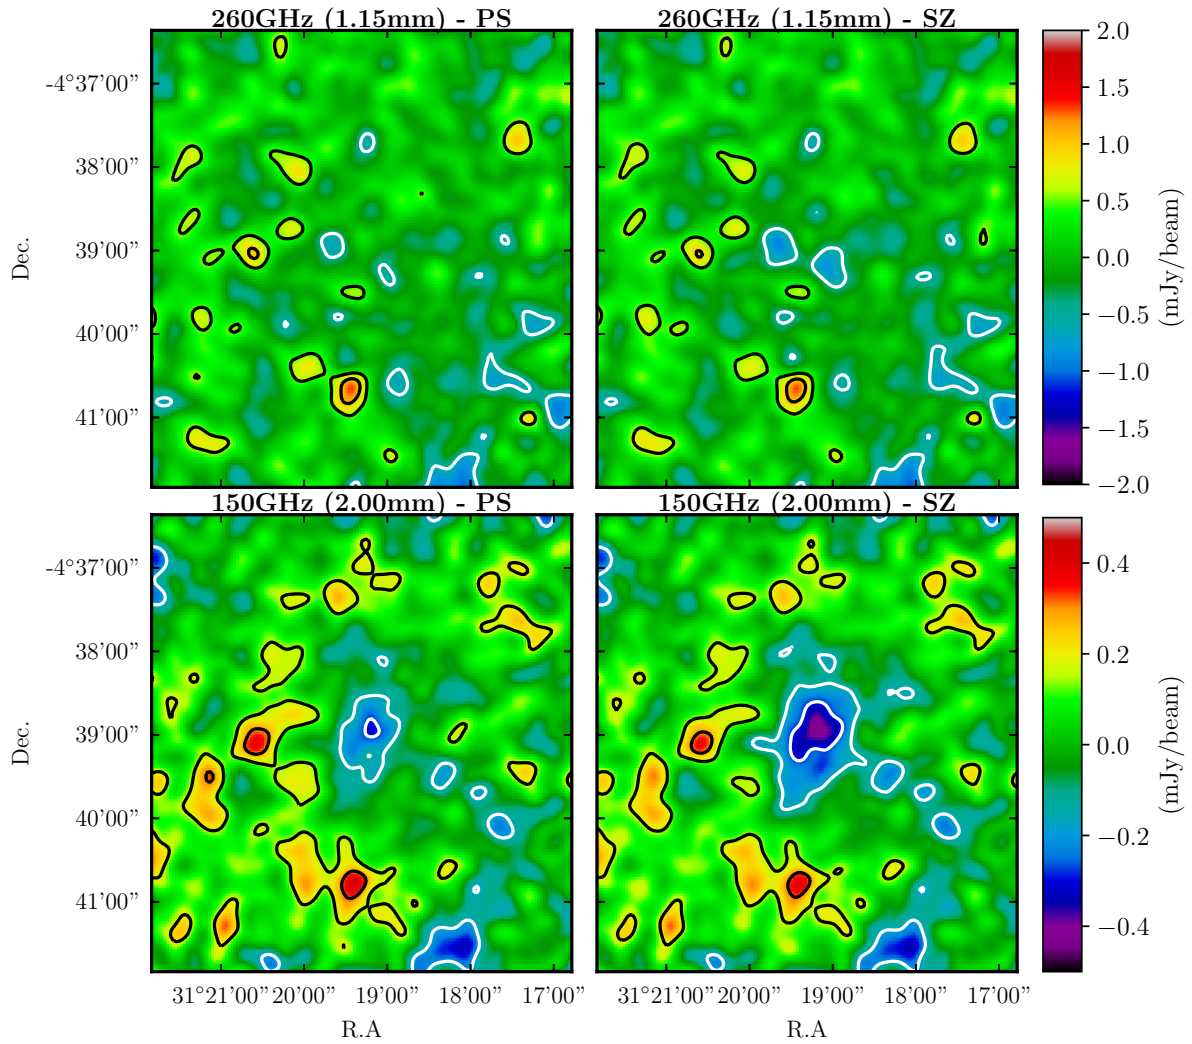 260GHz (1.15mm) - PS
260GHz (1.15mm) - SZ
2.0
1.5
1.0
0.5
0.0
−0.5
−1.0
−1.5
−2.0
(mJy/beam)
-4°37'00"
38'00"
39'00"
40'00"
41'00"
Dec.
150GHz (2.00mm) - PS
150GHz (2.00mm) - SZ
0.4
0.2
0.0
−0.2
−0.4
(mJy/beam)
-4°37'00"
38'00"
39'00"
40'00"
41'00"
Dec.
31°21'00" 20'00" 19'00" 18'00" 17'00"
31°21'00" 20'00" 19'00" 18'00" 17'00"
R.A
R.A